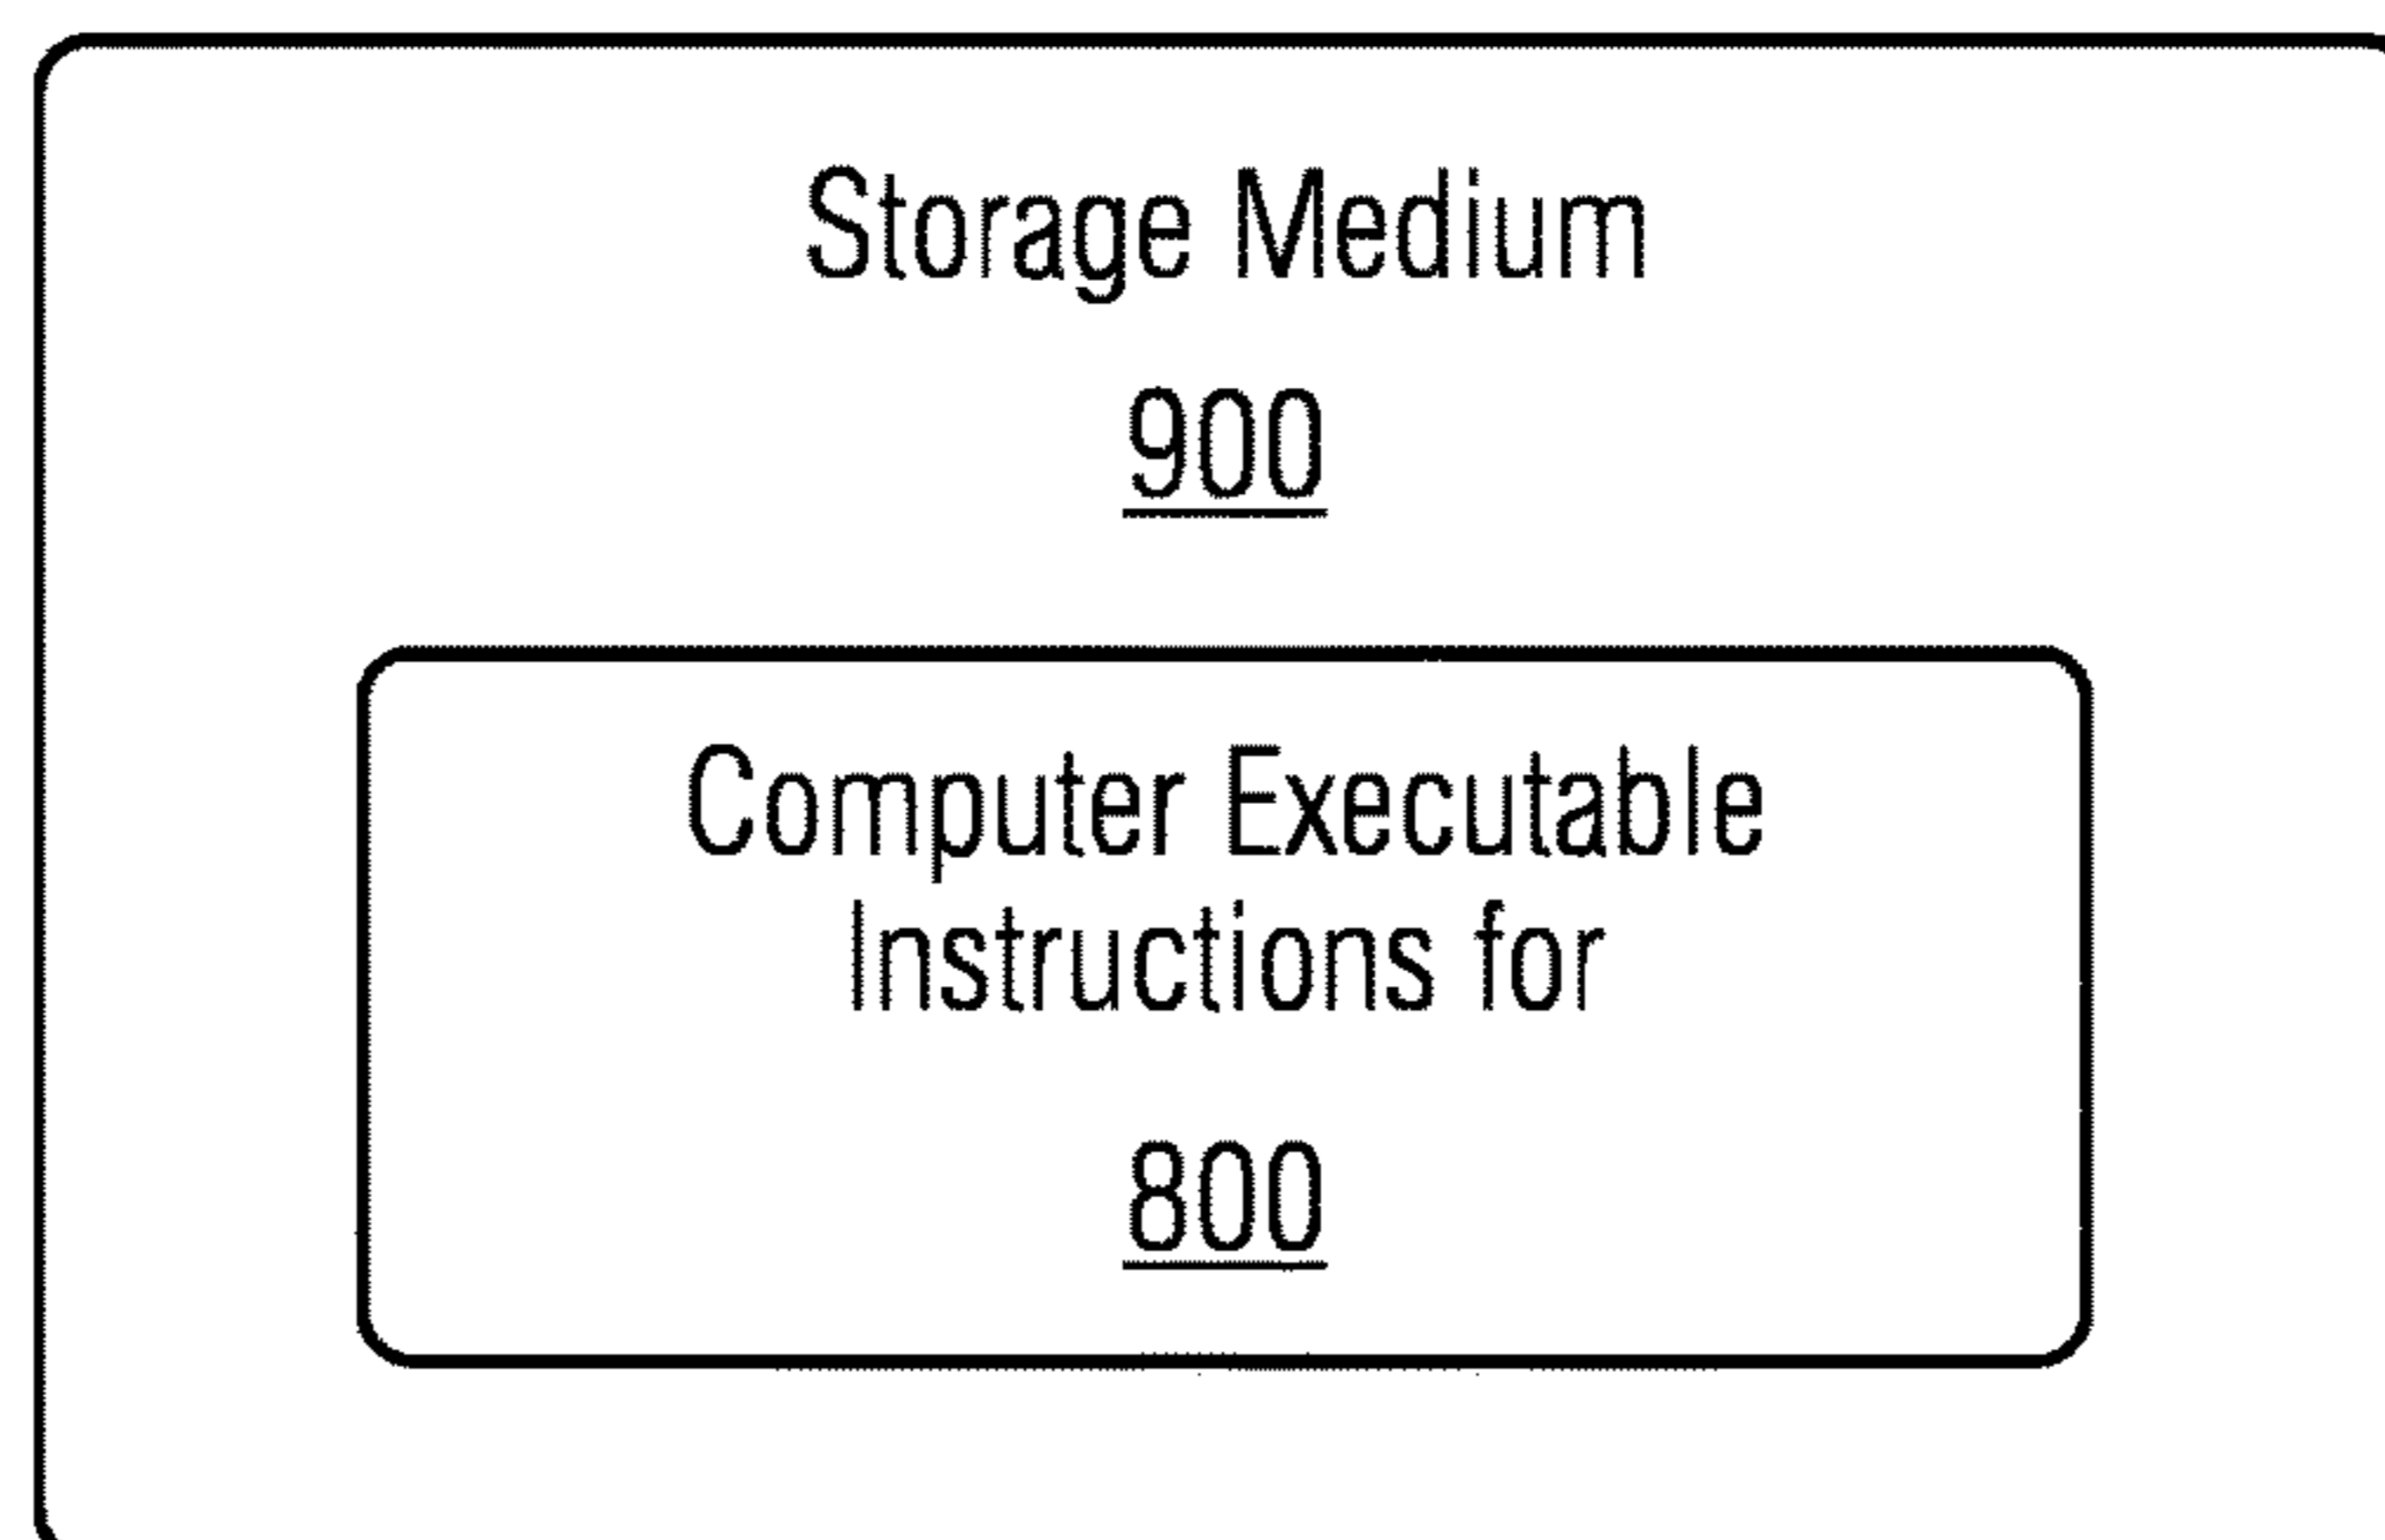 Storage Medium
900
Computer Executable
Instructions for
800